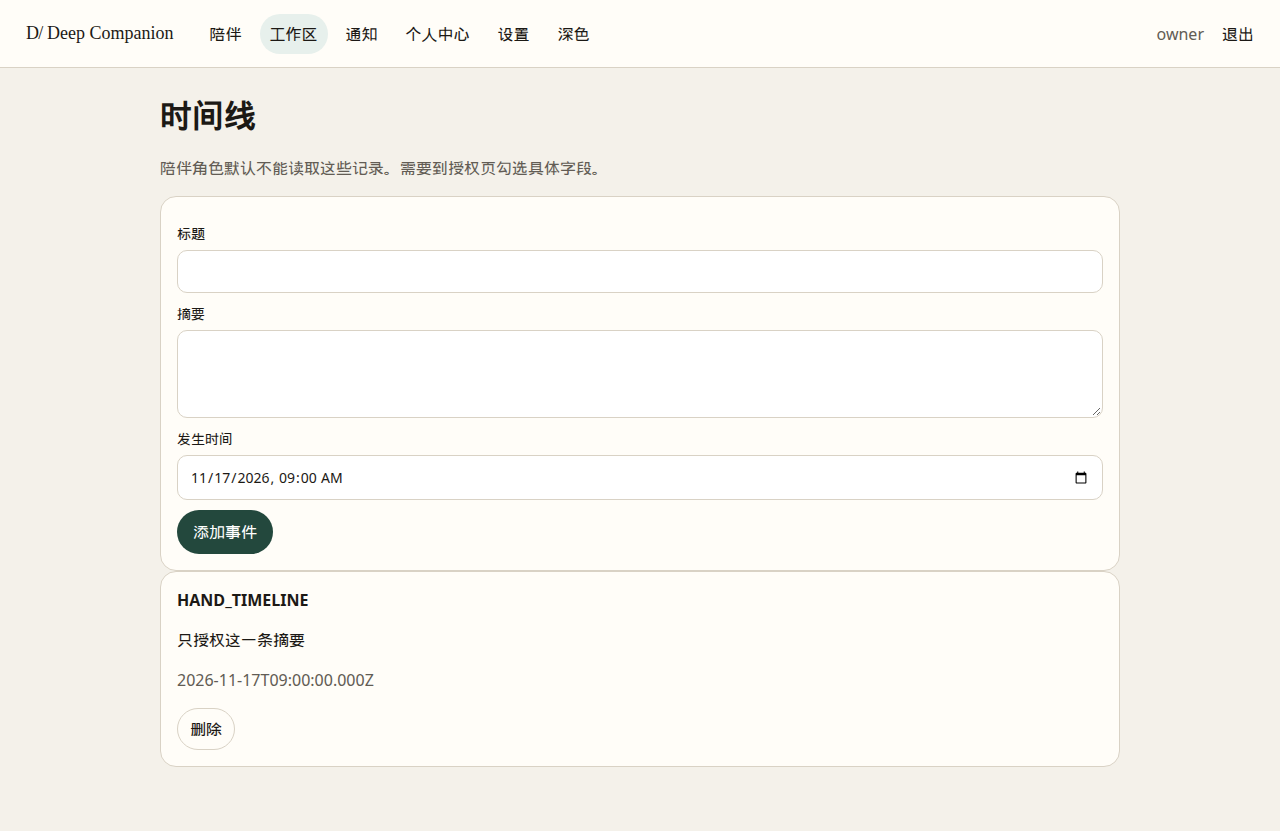 D/ Deep Companion 陪伴 工作区 通知 个人中心 设置 深色 owner 退出
时间线
陪伴角色默认不能读取这些记录。需要到授权页勾选具体字段。
标题
摘要
发生时间
11/17/2026, 09:00 AM
添加事件
HAND_TIMELINE
只授权这一条摘要
2026-11-17T09:00:00.000Z
删除